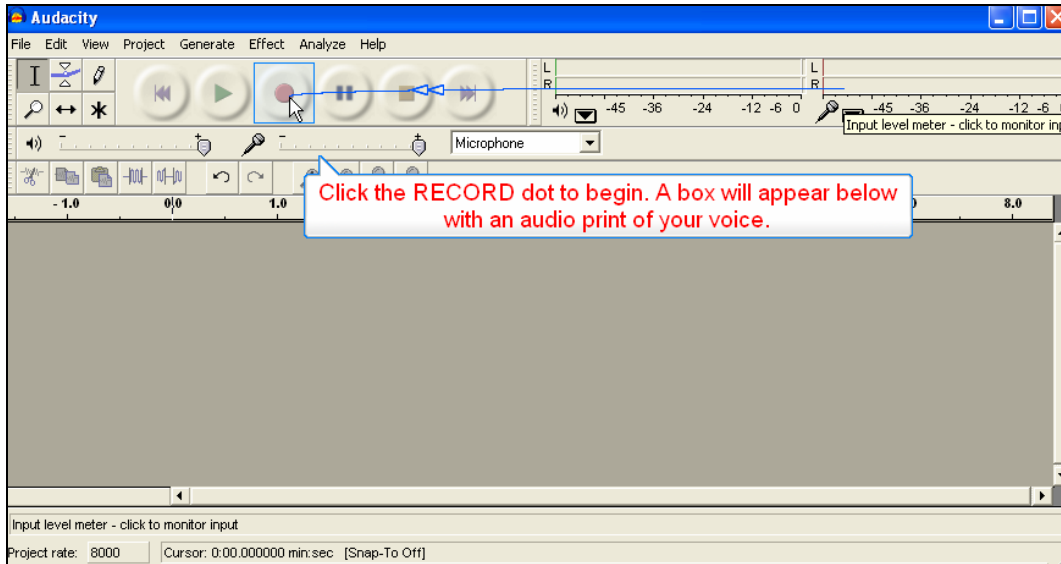 Audacity
File Edit View Project Generate Effect Analyze Help
L
R
-45 -36 -24 -12 -6 0
L
R
-45 -36 -24 -12 -6
Input level meter - click to monitor
- + - + Microphone
Click the RECORD dot to begin. A box will appear below
with an audio print of your voice.
- 1.0 0.0 1.0 8.0
Input level meter - click to monitor input
Project rate: 8000 Cursor: 0:00.000000 min:sec [Snap-To Off]